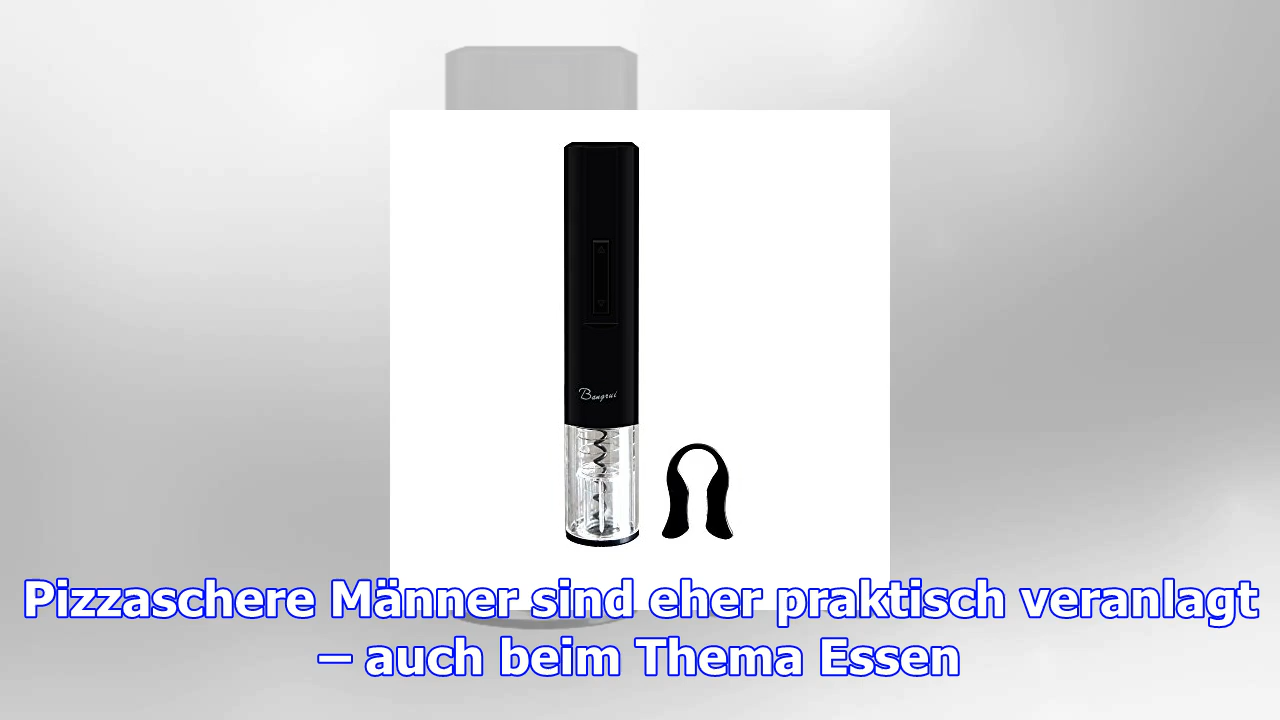 Bangrui
Pizzaschere Männer sind eher praktisch veranlagt
– auch beim Thema Essen